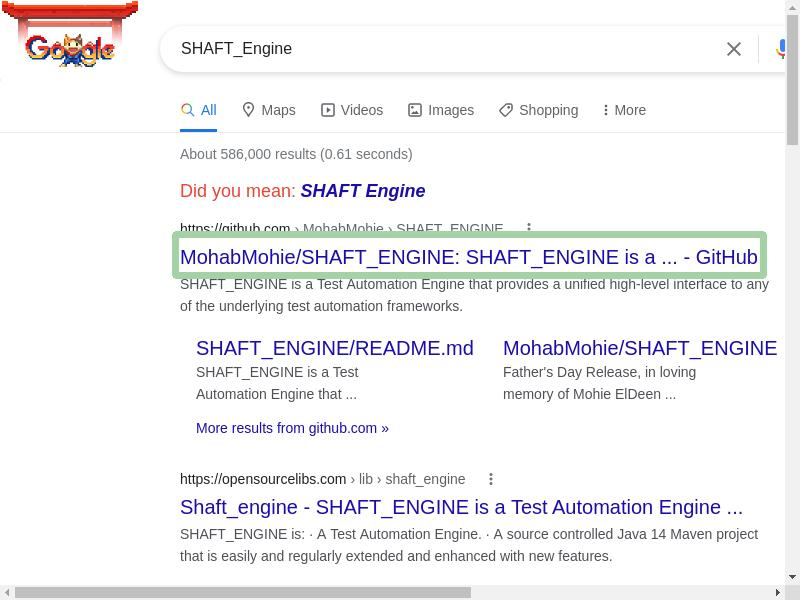 Google
SHAFT_Engine
All Maps Videos Images Shopping More
About 586,000 results (0.61 seconds)
Did you mean: SHAFT Engine
https://github.com › MohabMohie › SHAFT_ENGINE
MohabMohie/SHAFT_ENGINE: SHAFT_ENGINE is a ... - GitHub
SHAFT_ENGINE is a Test Automation Engine that provides a unified high-level interface to any
of the underlying test automation frameworks.
SHAFT_ENGINE/README.md MohabMohie/SHAFT_ENGINE
SHAFT_ENGINE is a Test Father's Day Release, in loving
Automation Engine that ... memory of Mohie ElDeen ...
More results from github.com »
https://opensourcelibs.com › lib › shaft_engine
Shaft_engine - SHAFT_ENGINE is a Test Automation Engine ...
SHAFT_ENGINE is: · A Test Automation Engine. · A source controlled Java 14 Maven project
that is easily and regularly extended and enhanced with new features.